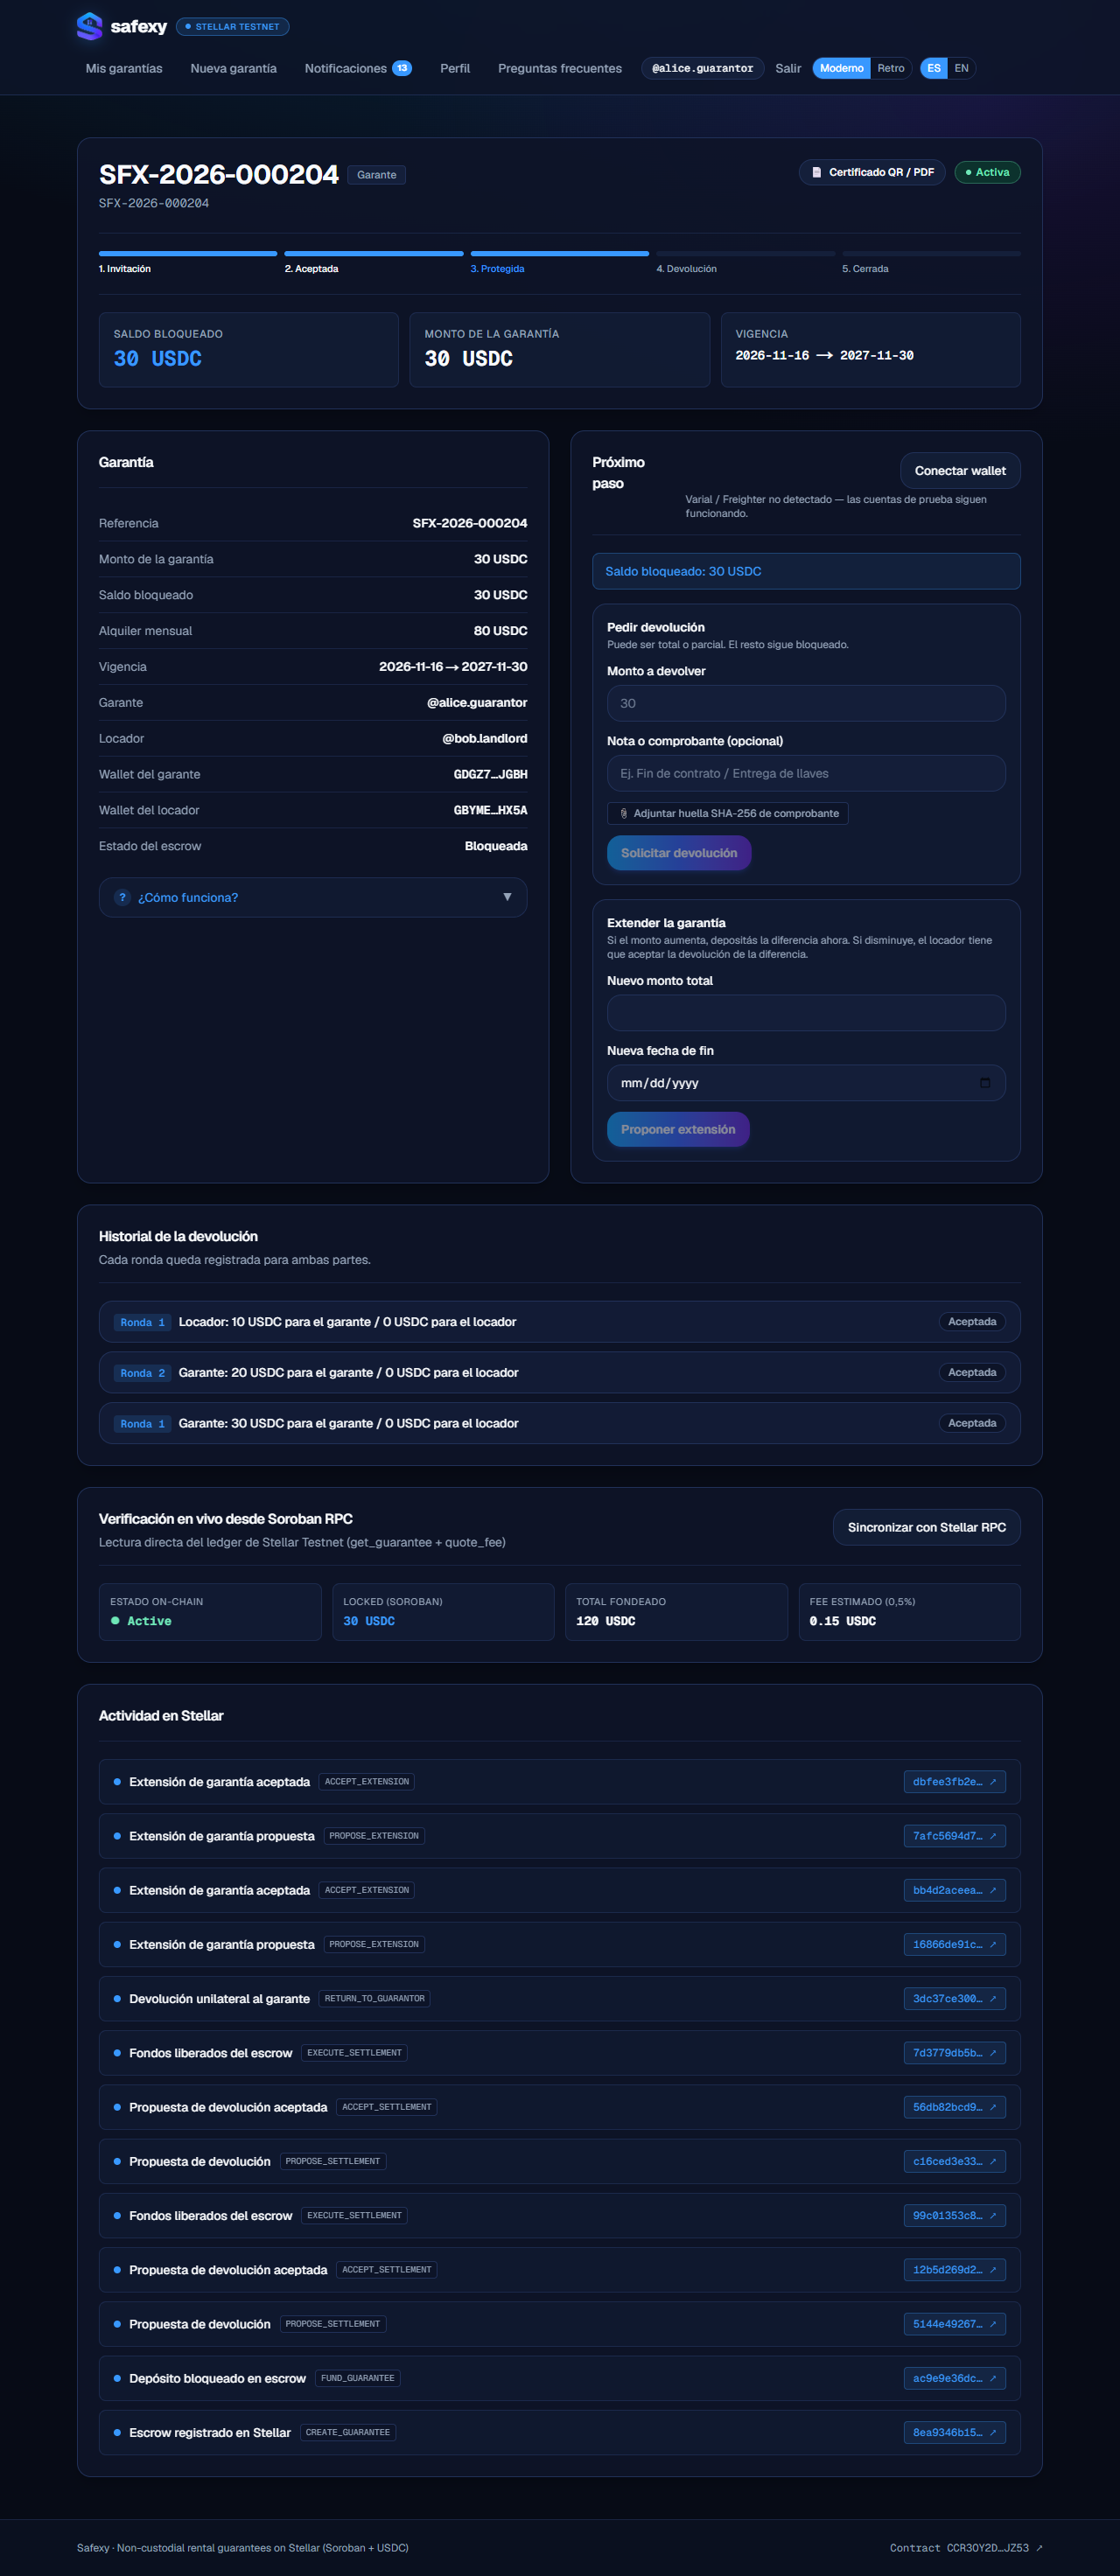 safexy
STELLAR TESTNET
Mis garantías
Nueva garantía
Notificaciones 13
Perfil
Preguntas frecuentes
@alice.guarantor
Salir
Moderno Retro
ES EN
SFX-2026-000204 Garante
Certificado QR / PDF
Activa
SFX-2026-000204
1. Invitación
2. Aceptada
3. Protegida
4. Devolución
5. Cerrada
SALDO BLOQUEADO
30 USDC
MONTO DE LA GARANTÍA
30 USDC
VIGENCIA
2026-11-16 → 2027-11-30
Garantía
Referencia SFX-2026-000204
Monto de la garantía 30 USDC
Saldo bloqueado 30 USDC
Alquiler mensual 80 USDC
Vigencia 2026-11-16 → 2027-11-30
Garante @alice.guarantor
Locador @bob.landlord
Wallet del garante GDGZ7…JGBH
Wallet del locador GBYME…HX5A
Estado del escrow Bloqueada
? ¿Cómo funciona? ▼
Próximo
paso
Conectar wallet
Varial / Freighter no detectado — las cuentas de prueba siguen
funcionando.
Saldo bloqueado: 30 USDC
Pedir devolución
Puede ser total o parcial. El resto sigue bloqueado.
Monto a devolver
30
Nota o comprobante (opcional)
Ej. Fin de contrato / Entrega de llaves
Adjuntar huella SHA-256 de comprobante
Solicitar devolución
Extender la garantía
Si el monto aumenta, depositás la diferencia ahora. Si disminuye, el locador tiene
que aceptar la devolución de la diferencia.
Nuevo monto total
Nueva fecha de fin
mm/dd/yyyy
Proponer extensión
Historial de la devolución
Cada ronda queda registrada para ambas partes.
Ronda 1 Locador: 10 USDC para el garante / 0 USDC para el locador Aceptada
Ronda 2 Garante: 20 USDC para el garante / 0 USDC para el locador Aceptada
Ronda 1 Garante: 30 USDC para el garante / 0 USDC para el locador Aceptada
Verificación en vivo desde Soroban RPC
Lectura directa del ledger de Stellar Testnet (get_guarantee + quote_fee)
Sincronizar con Stellar RPC
ESTADO ON-CHAIN
Active
LOCKED (SOROBAN)
30 USDC
TOTAL FONDEADO
120 USDC
FEE ESTIMADO (0,5%)
0.15 USDC
Actividad en Stellar
Extensión de garantía aceptada ACCEPT_EXTENSION dbfee3fb2e… ↗
Extensión de garantía propuesta PROPOSE_EXTENSION 7afc5694d7… ↗
Extensión de garantía aceptada ACCEPT_EXTENSION bb4d2aceea… ↗
Extensión de garantía propuesta PROPOSE_EXTENSION 16866de91c… ↗
Devolución unilateral al garante RETURN_TO_GUARANTOR 3dc37ce300… ↗
Fondos liberados del escrow EXECUTE_SETTLEMENT 7d3779db5b… ↗
Propuesta de devolución aceptada ACCEPT_SETTLEMENT 56db82bcd9… ↗
Propuesta de devolución PROPOSE_SETTLEMENT c16ced3e33… ↗
Fondos liberados del escrow EXECUTE_SETTLEMENT 99c01353c8… ↗
Propuesta de devolución aceptada ACCEPT_SETTLEMENT 12b5d269d2… ↗
Propuesta de devolución PROPOSE_SETTLEMENT 5144e49267… ↗
Depósito bloqueado en escrow FUND_GUARANTEE ac9e9e36dc… ↗
Escrow registrado en Stellar CREATE_GUARANTEE 8ea9346b15… ↗
Safexy · Non-custodial rental guarantees on Stellar (Soroban + USDC)
Contract CCR3OY2D…JZ53 ↗